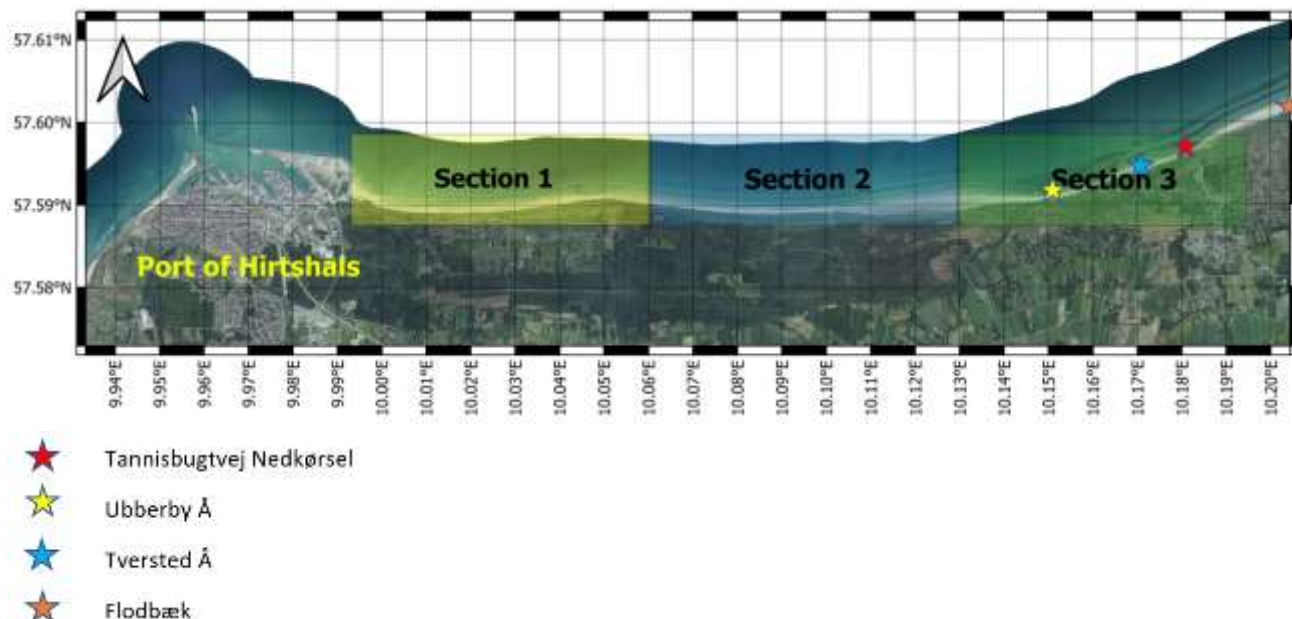 57.61°N
57.60°N
57.59°N
57.58°N
Section 1
Section 2
Section 3
Port of Hirtshals
9.94°E
9.95°E
9.96°E
9.97°E
9.98°E
9.99°E
10.00°E
10.01°E
10.02°E
10.03°E
10.04°E
10.05°E
10.06°E
10.07°E
10.08°E
10.09°E
10.10°E
10.11°E
10.12°E
10.13°E
10.14°E
10.15°E
10.16°E
10.17°E
10.18°E
10.19°E
10.20°E
Tannisbugtvej Nedkørsel
Ubberby Å
Tversted Å
Flodbæk